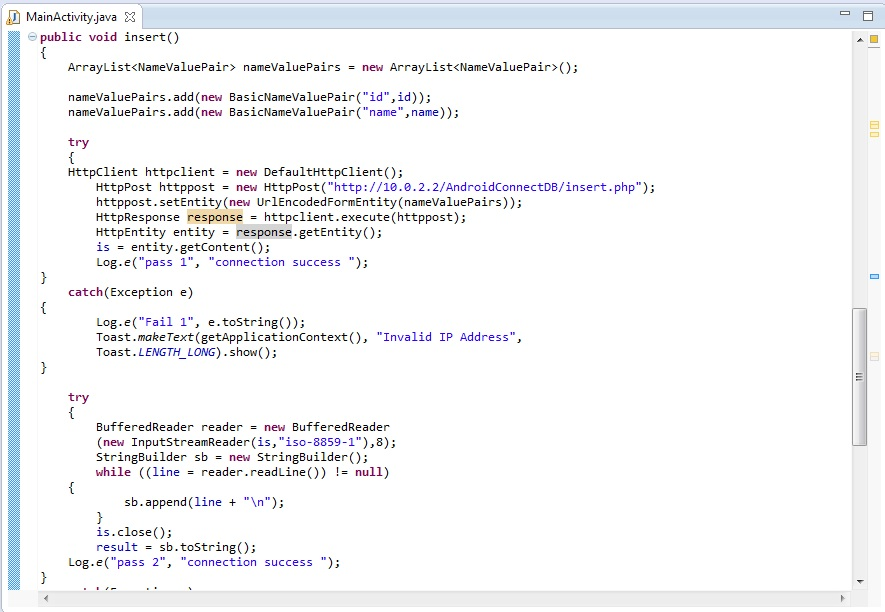 MainActivity.java
public void insert()
{
ArrayList<NameValuePair> nameValuePairs = new ArrayList<NameValuePair>();
nameValuePairs.add(new BasicNameValuePair("id",id));
nameValuePairs.add(new BasicNameValuePair("name",name));
try
{
HttpClient httpclient = new DefaultHttpClient();
HttpPost httppost = new HttpPost("http://10.0.2.2/AndroidConnectDB/insert.php");
httppost.setEntity(new UrlEncodedFormEntity(nameValuePairs));
HttpResponse response = httpclient.execute(httppost);
HttpEntity entity = response.getEntity();
is = entity.getContent();
Log.e("pass 1", "connection success ");
}
catch(Exception e)
{
Log.e("Fail 1", e.toString());
Toast.makeText(getApplicationContext(), "Invalid IP Address",
Toast.LENGTH_LONG).show();
}
try
{
BufferedReader reader = new BufferedReader
(new InputStreamReader(is,"iso-8859-1"),8);
StringBuilder sb = new StringBuilder();
while ((line = reader.readLine()) != null)
{
sb.append(line + "\n");
}
is.close();
result = sb.toString();
Log.e("pass 2", "connection success ");
}